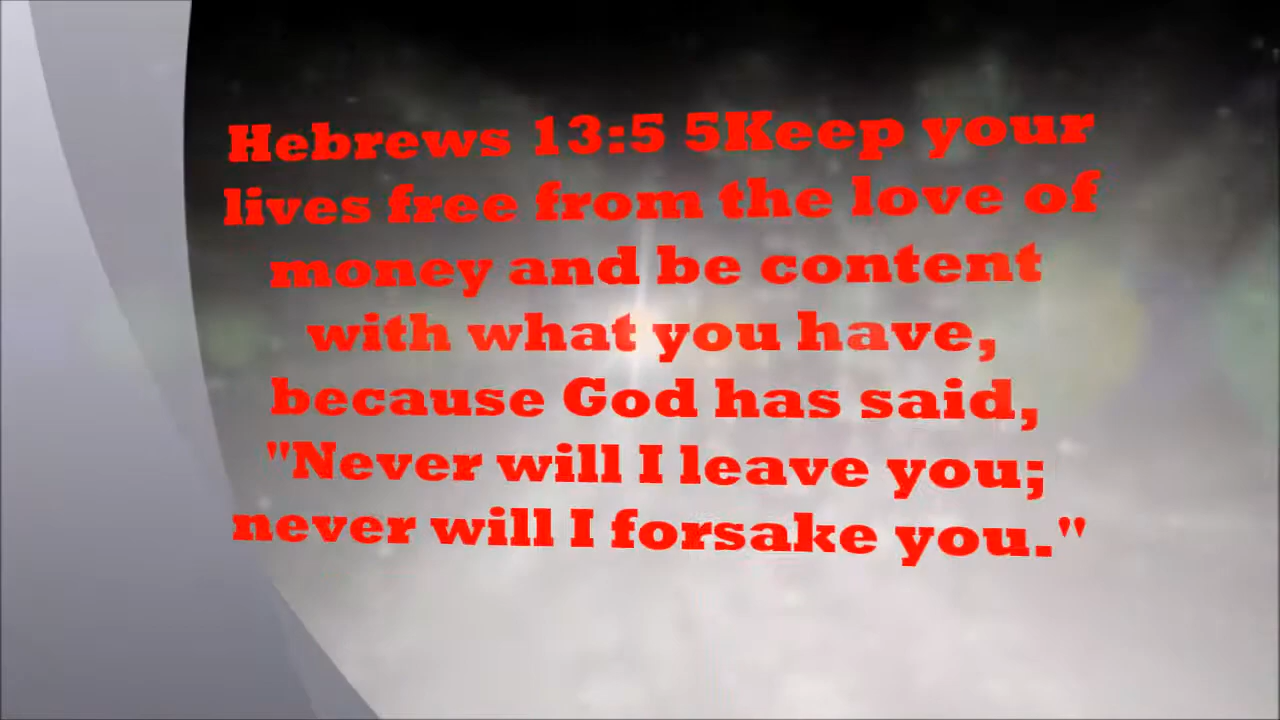 Hebrews 13:5 5Keep your
lives free from the love of
money and be content
with what you have,
because God has said,
"Never will I leave you;
never will I forsake you."